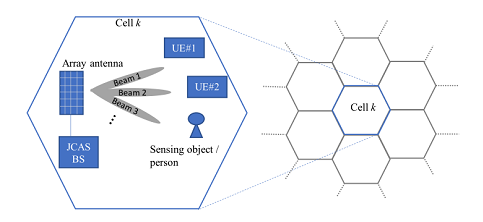 Cell k
Array antenna
UE#1
Beam 1
Beam 2
UE#2
Beam 3
JCAS
BS
Sensing object /
person
Cell k